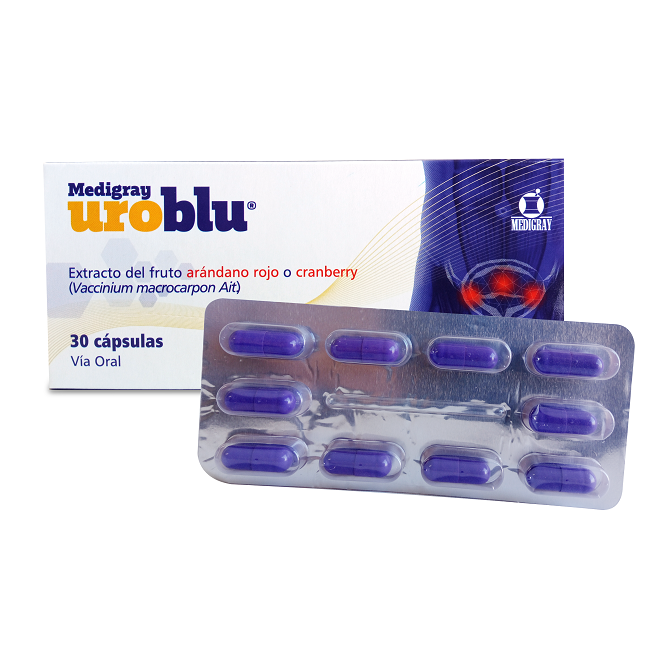 Medigray
uroblu®
MEDIGRAY
Extracto del fruto arándano rojo o cranberry
(Vaccinium macrocarpon Ait)
30 cápsulas
Vía Oral